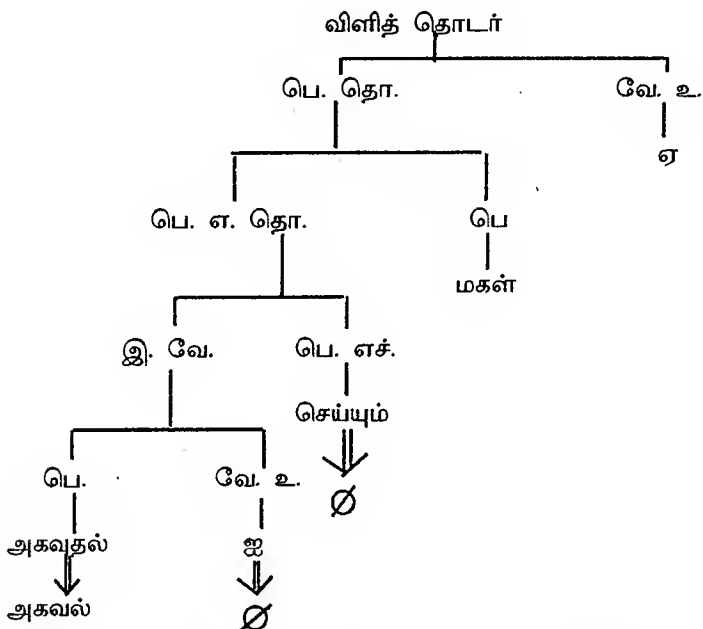 விளித் தொடர்
பெ. தொ. வே. உ.
ஏ
பெ. எ. தொ. பெ
மகள்
இ. வே. பெ. எச்.
செய்யும்
பெ. வே. உ. Ø
அகவுதல் ஐ
அகவல் Ø